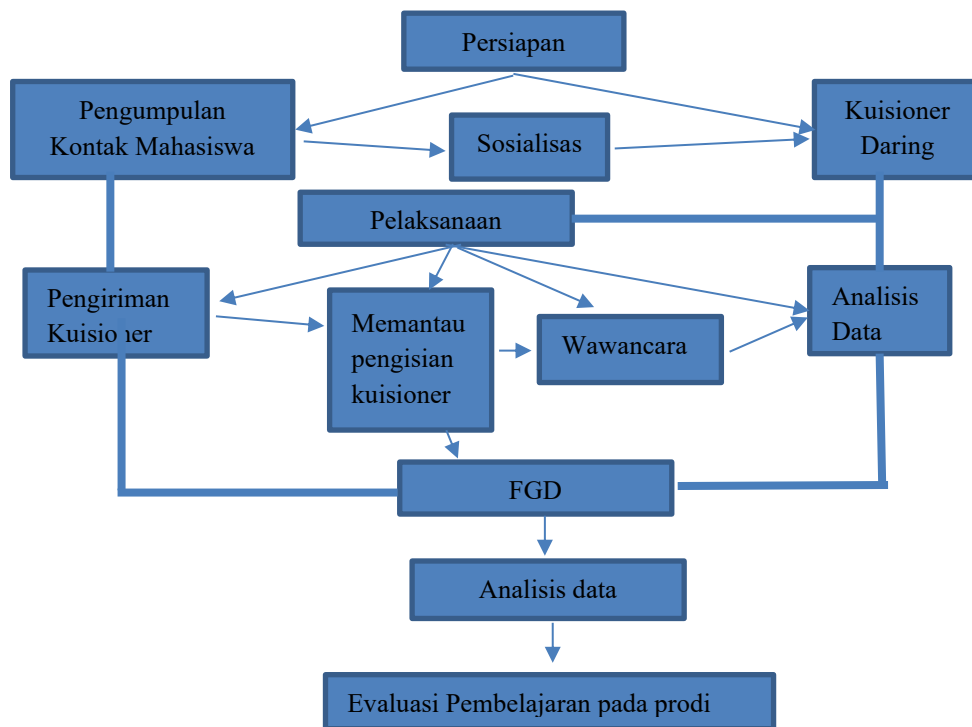 Persiapan
Pengumpulan
Kontak Mahasiswa
Sosialisas
Kuisioner
Daring
Pelaksanaan
Pengiriman
Kuisioner
Memantau
pengisian
kuisioner
Wawancara
Analisis
Data
FGD
Analisis data
Evaluasi Pembelajaran pada prodi